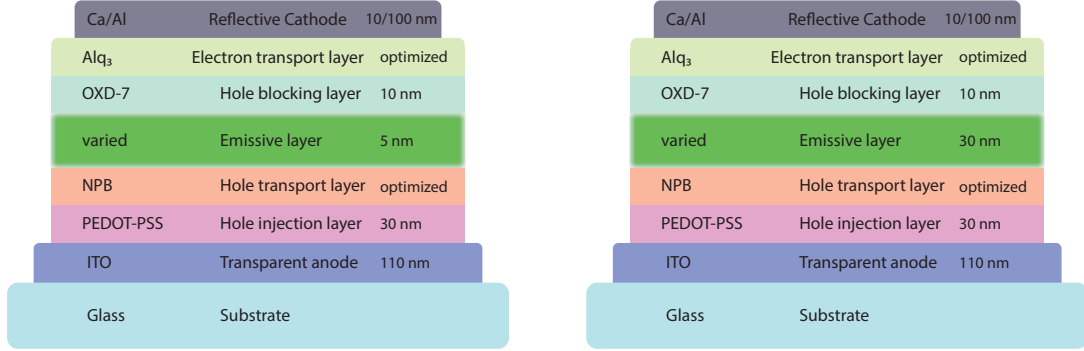 Ca/Al Reflective Cathode 10/100 nm
Alq₃ Electron transport layer optimized
OXD-7 Hole blocking layer 10 nm
varied Emissive layer 5 nm
NPB Hole transport layer optimized
PEDOT-PSS Hole injection layer 30 nm
ITO Transparent anode 110 nm
Glass Substrate
Ca/Al Reflective Cathode 10/100 nm
Alq₃ Electron transport layer optimized
OXD-7 Hole blocking layer 10 nm
varied Emissive layer 30 nm
NPB Hole transport layer optimized
PEDOT-PSS Hole injection layer 30 nm
ITO Transparent anode 110 nm
Glass Substrate